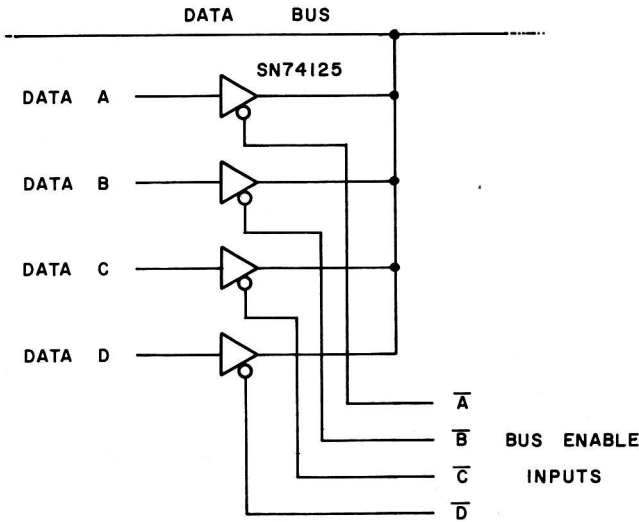 DATA BUS
SN74125
DATA A
DATA B
DATA C
DATA D
A̅
B̅ BUS ENABLE
C̅ INPUTS
D̅